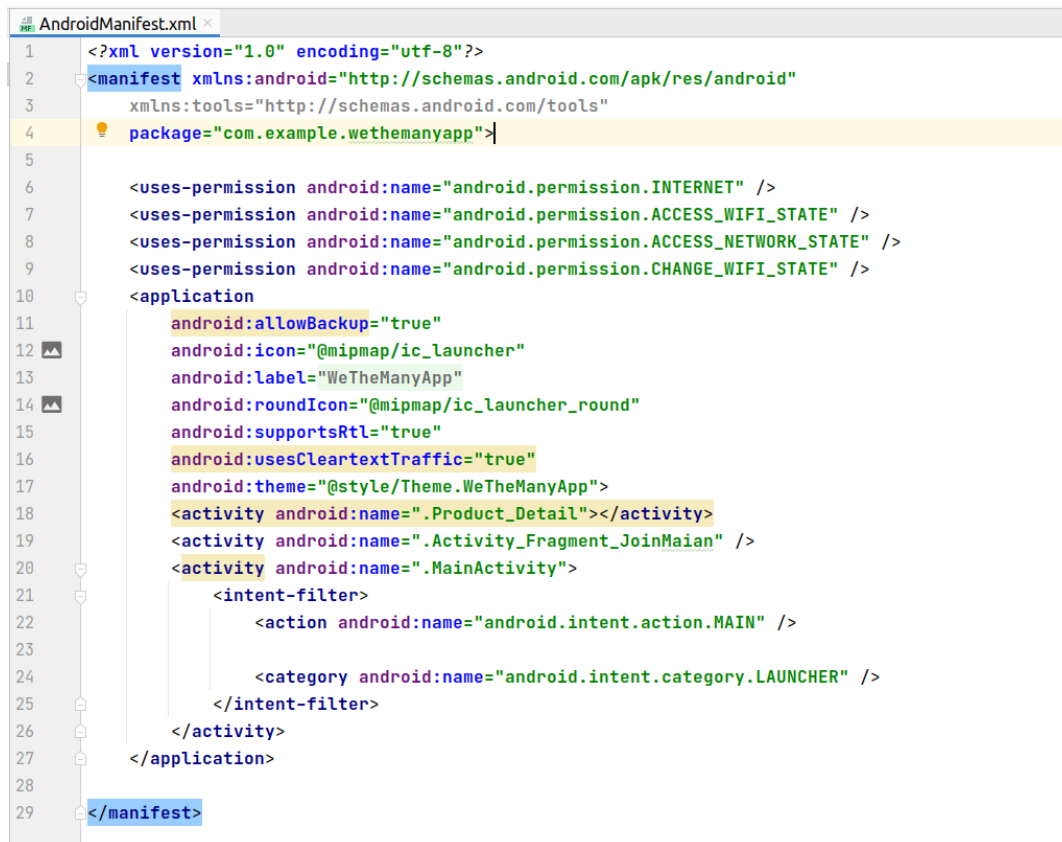 AndroidManifest.xml
1 <?xml version="1.0" encoding="utf-8"?>
2 <manifest xmlns:android="http://schemas.android.com/apk/res/android"
3     xmlns:tools="http://schemas.android.com/tools"
4     package="com.example.wethemanyapp">
5
6     <uses-permission android:name="android.permission.INTERNET" />
7     <uses-permission android:name="android.permission.ACCESS_WIFI_STATE" />
8     <uses-permission android:name="android.permission.ACCESS_NETWORK_STATE" />
9     <uses-permission android:name="android.permission.CHANGE_WIFI_STATE" />
10     <application
11         android:allowBackup="true"
12         android:icon="@mipmap/ic_launcher"
13         android:label="WeTheManyApp"
14         android:roundIcon="@mipmap/ic_launcher_round"
15         android:supportsRtl="true"
16         android:usesCleartextTraffic="true"
17         android:theme="@style/Theme.WeTheManyApp">
18         <activity android:name=".Product_Detail"></activity>
19         <activity android:name=".Activity_Fragment_JoinMaian" />
20         <activity android:name=".MainActivity">
21             <intent-filter>
22                 <action android:name="android.intent.action.MAIN" />
23
24                 <category android:name="android.intent.category.LAUNCHER" />
25             </intent-filter>
26         </activity>
27     </application>
28
29 </manifest>